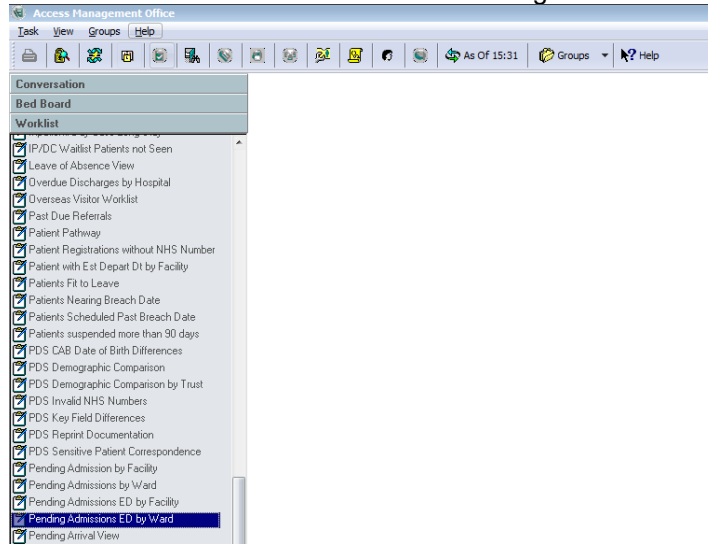 Access Management Office
Task View Groups Help
As Of 15:31 Groups ? Help
Conversation
Bed Board
Worklist
IP/DC Waitlist Patients not Seen
Leave of Absence View
Overdue Discharges by Hospital
Overseas Visitor Worklist
Past Due Referrals
Patient Pathway
Patient Registrations without NHS Number
Patient with Est Depart Dt by Facility
Patients Fit to Leave
Patients Nearing Breach Date
Patients Scheduled Past Breach Date
Patients suspended more than 90 days
PDS CAB Date of Birth Differences
PDS Demographic Comparison
PDS Demographic Comparison by Trust
PDS Invalid NHS Numbers
PDS Key Field Differences
PDS Reprint Documentation
PDS Sensitive Patient Correspondence
Pending Admission by Facility
Pending Admissions by Ward
Pending Admissions ED by Facility
Pending Admissions ED by Ward
Pending Arrival View